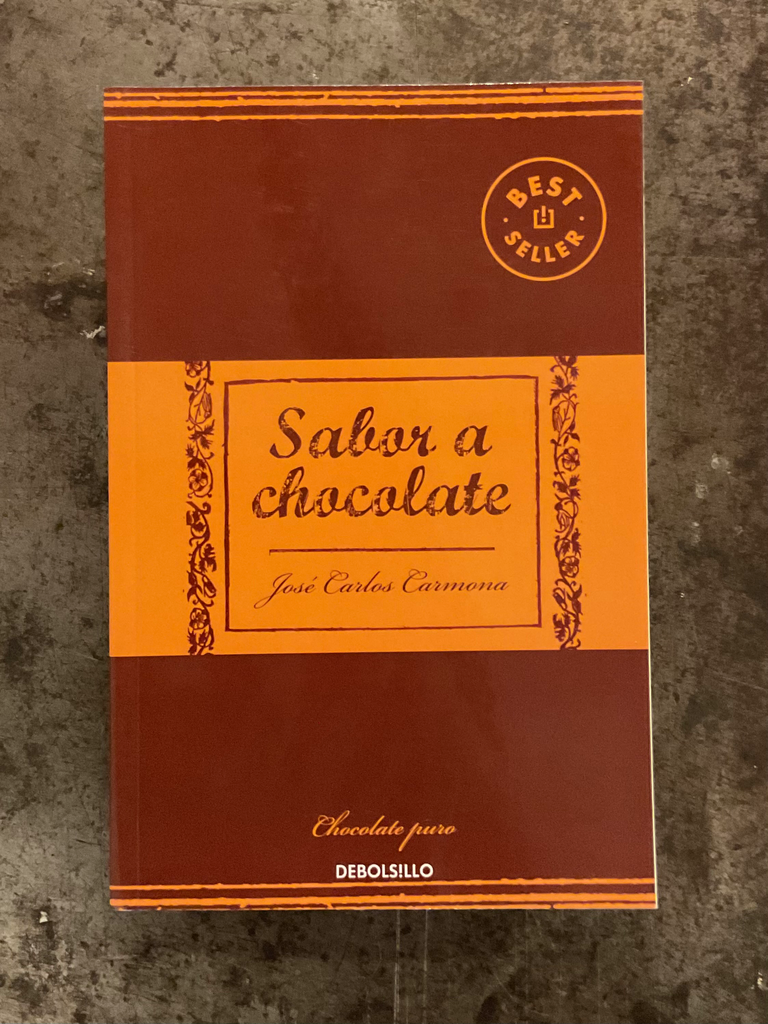 BEST
SELLER
Sabor a
chocolate
José Carlos Carmona
Chocolate puro
DEBOLS!LLO